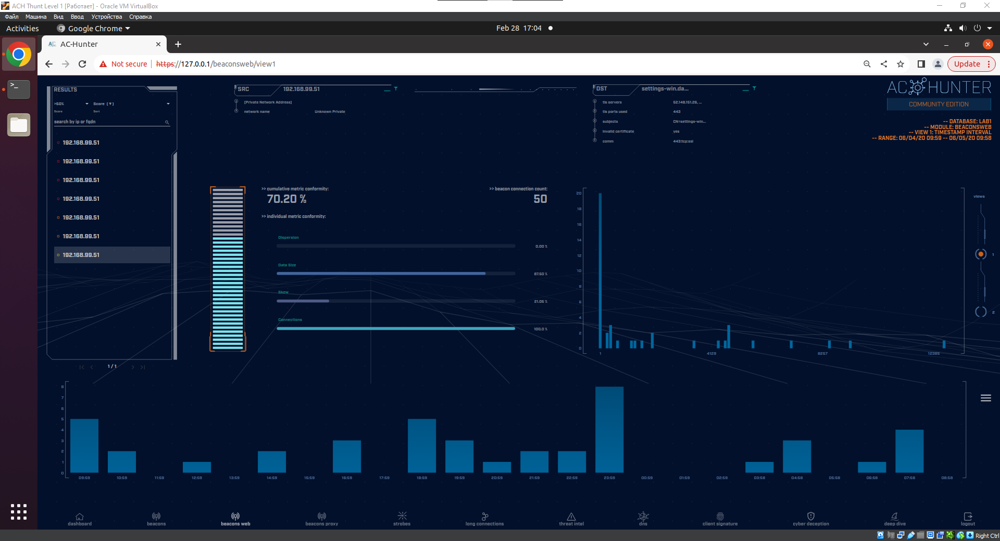 ACH Thunt Level 1 [Работает] - Oracle VM VirtualBox
Файл Машина Вид Ввод Устройства Справка
Activities Google Chrome Feb 28 17:04
AC-Hunter
Not secure https://127.0.0.1/beaconsweb/view1 Update
RESULTS
>50% Score [▼]
Score Sort
search by ip or fqdn
192.168.99.51
192.168.99.51
192.168.99.51
192.168.99.51
192.168.99.51
192.168.99.51
192.168.99.51
1 / 1
SRC 192.168.99.51
[Private Network Address]
network name Unknown Private
DST settings-win.da...
tls servers 52.148.151.26, ...
tls ports used 443
subjects CN=settings-win...
invalid certificate yes
comm 443:tcp:ssl
AC HUNTER
COMMUNITY EDITION
-- DATABASE: LAB1
-- MODULE: BEACONSWEB
-- VIEW 1: TIMESTAMP INTERVAL
-- RANGE: 06/04/20 09:59 -- 06/05/20 09:58
>> cumulative metric conformity:
70.20 %
>> beacon connection count:
50
>> individual metric conformity:
Dispersion
0.00 %
Data Size
87.50 %
Skew
21.05 %
Connections
100.0 %
20
18
16
14
12
10
8
6
4
2
0
1 4129 8257 12385
views
1
2
8
7
6
5
4
3
2
1
0
09:59 10:59 11:59 12:59 13:59 14:59 15:59 16:59 17:59 18:59 19:59 20:59 21:59 22:59 23:59 00:59 01:59 02:59 03:58 04:58 05:58 06:58 07:58 08:58
dashboard beacons beacons web beacons proxy strobes long connections threat intel dns client signature cyber deception deep dive logout
Right Ctrl